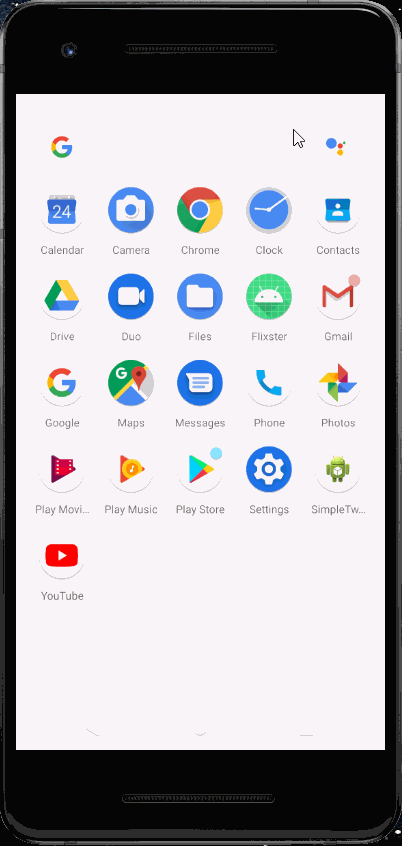 24
Calendar Camera Chrome Clock Contacts
Drive Duo Files Flixster Gmail
G
Google Maps Messages Phone Photos
Play Movi... Play Music Play Store Settings SimpleTw...
YouTube